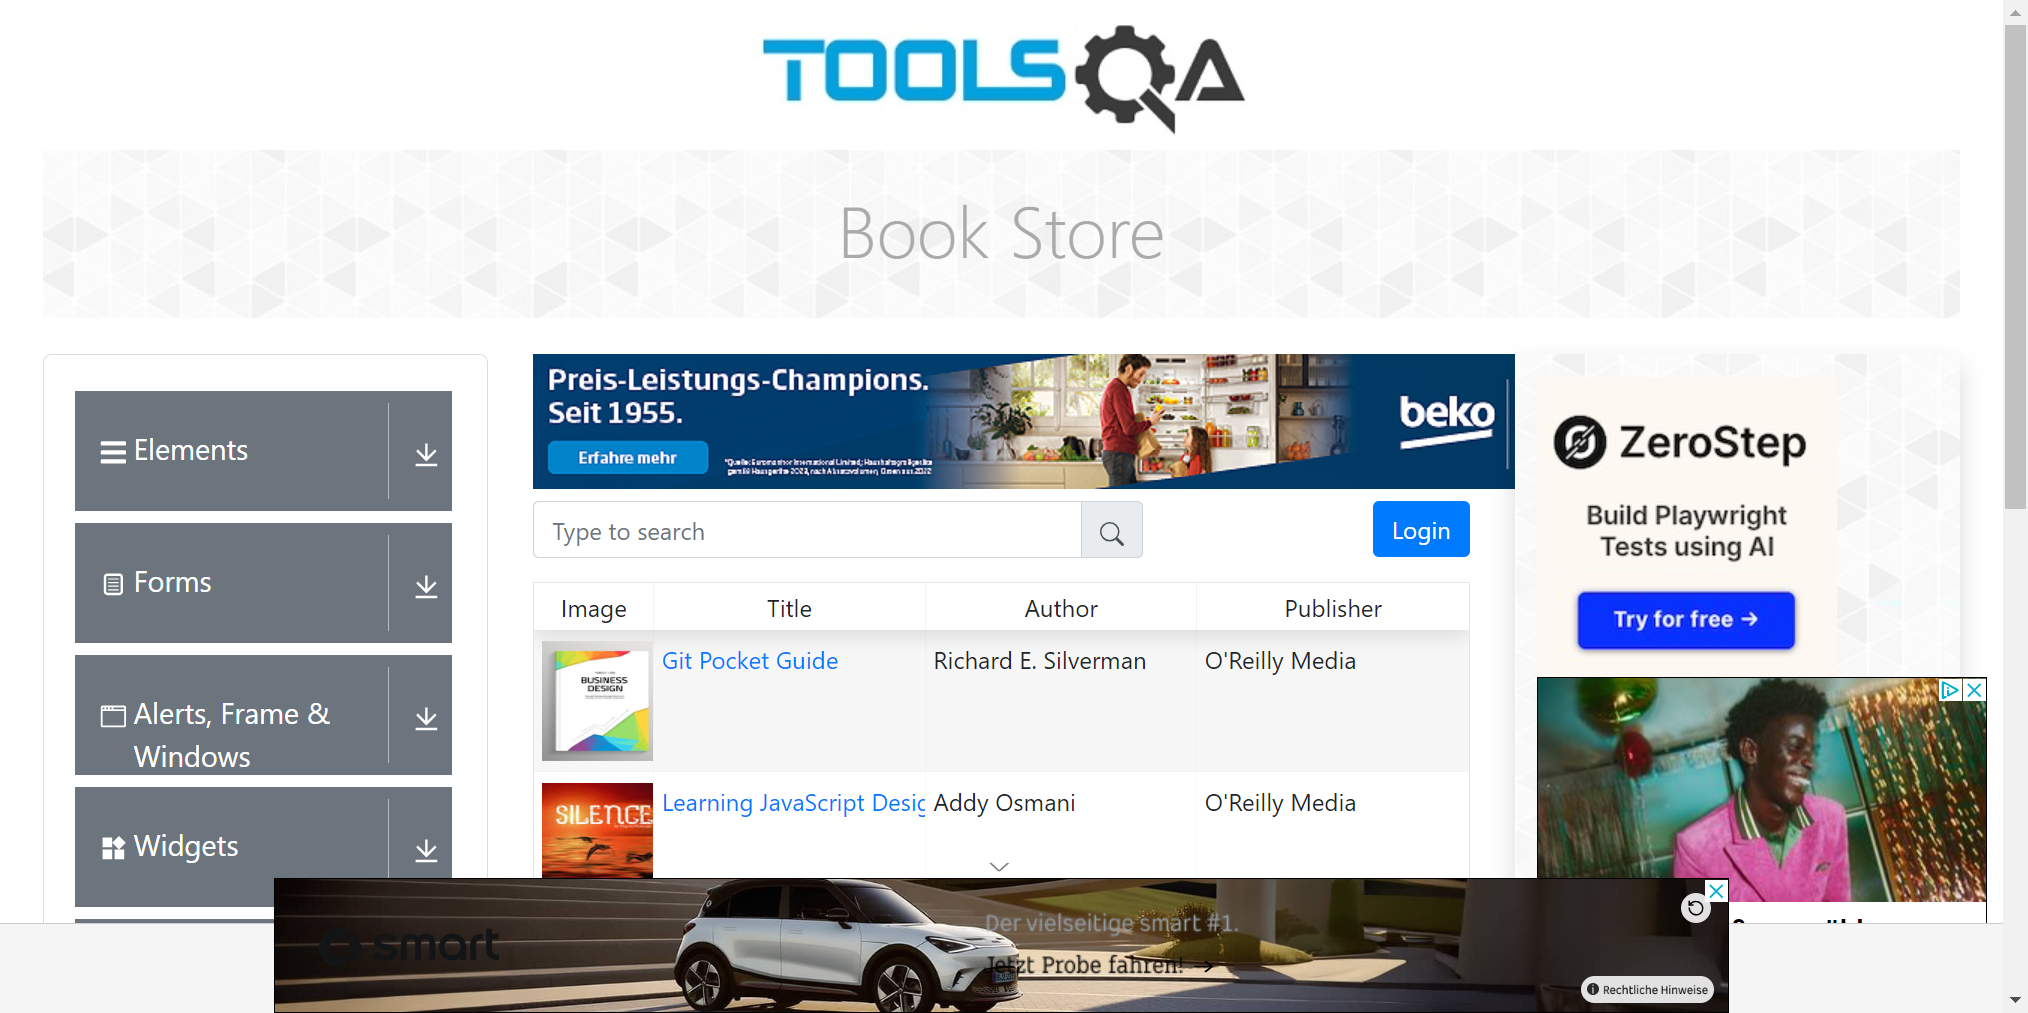 TOOLSQA
Book Store
Elements
Forms
Alerts, Frame &
Windows
Widgets
Preis-Leistungs-Champions.
Seit 1955.
Erfahre mehr
beko
Type to search
Login
Image Title Author Publisher
BUSINESS
DESIGN
Git Pocket Guide Richard E. Silverman O'Reilly Media
SILENCE
Learning JavaScript Desig Addy Osmani O'Reilly Media
ZeroStep
Build Playwright
Tests using AI
Try for free →
smart
Der vielseitige smart #1.
Jetzt Probe fahren! →
Rechtliche Hinweise